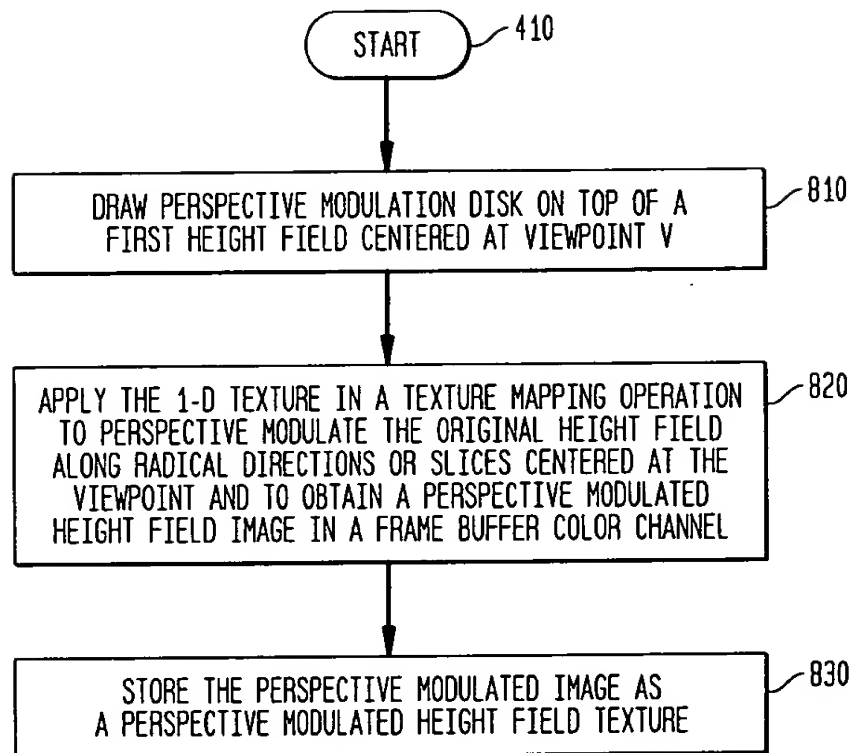 START
410
DRAW PERSPECTIVE MODULATION DISK ON TOP OF A
FIRST HEIGHT FIELD CENTERED AT VIEWPOINT V
810
APPLY THE 1-D TEXTURE IN A TEXTURE MAPPING OPERATION
TO PERSPECTIVE MODULATE THE ORIGINAL HEIGHT FIELD
ALONG RADICAL DIRECTIONS OR SLICES CENTERED AT THE
VIEWPOINT AND TO OBTAIN A PERSPECTIVE MODULATED
HEIGHT FIELD IMAGE IN A FRAME BUFFER COLOR CHANNEL
820
STORE THE PERSPECTIVE MODULATED IMAGE AS
A PERSPECTIVE MODULATED HEIGHT FIELD TEXTURE
830